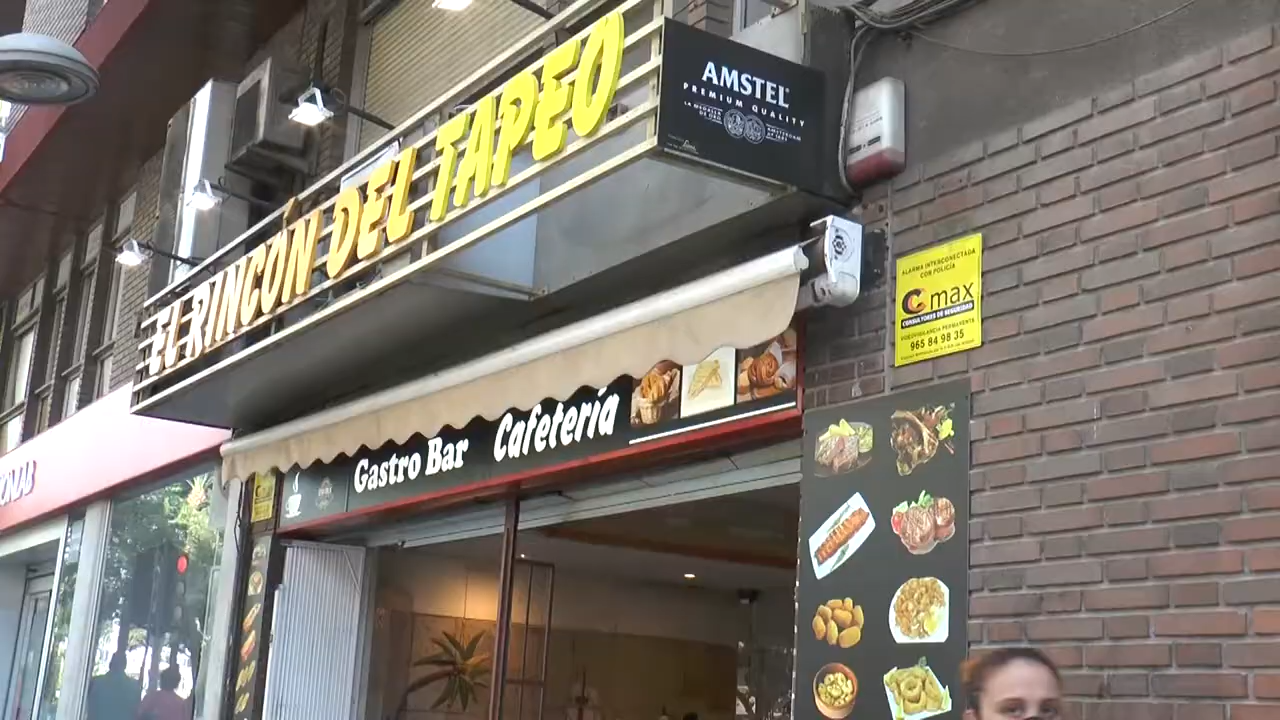 EL RINCÓN DEL TAPEO
AMSTEL
PREMIUM QUALITY
ALARMA INTERCONECTADA
CON POLICÍA
Cmax
CONSULTORES DE SEGURIDAD
VIDEOVIGILANCIA PERMANENTE
965 84 98 35
Gastro Bar Cafetería